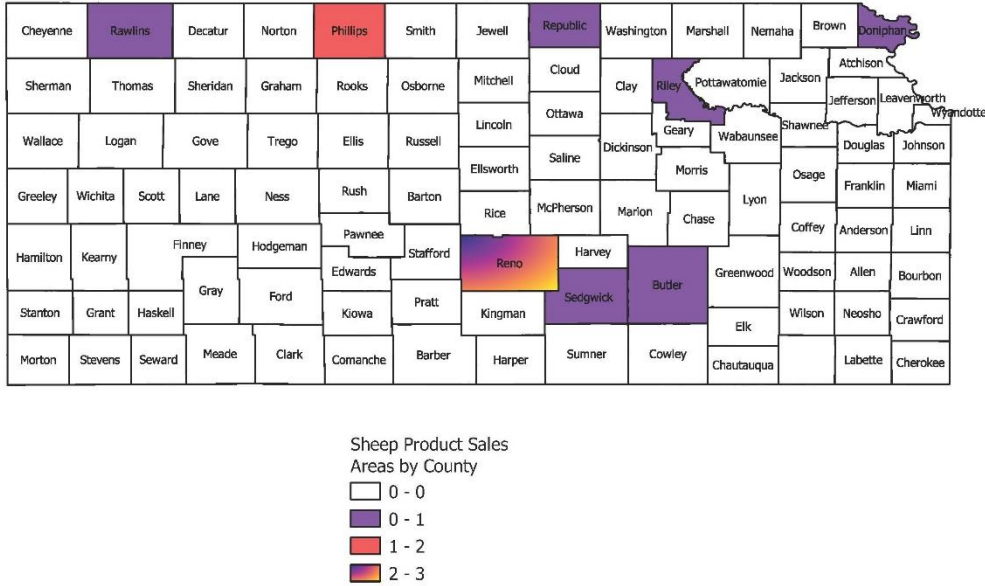 Cheyenne Rawlins Decatur Norton Phillips Smith Jewell Republic Washington Marshall Nemaha Brown Doniphan
Atchison
Sherman Thomas Sheridan Graham Rooks Osborne Mitchell Cloud Clay Riley Pottawatomie Jackson
Jefferson Leavenworth
Wyandotte
Lincoln Ottawa
Wallace Logan Gove Trego Ellis Russell Dickinson Geary Wabaunsee Shawnee Douglas Johnson
Ellsworth Saline Morris
Greeley Wichita Scott Lane Ness Rush Barton Lyon Osage Franklin Miami
Rice McPherson Marion Chase
Pawnee
Hamilton Kearny Finney Hodgeman Stafford Reno Harvey Coffey Anderson Linn
Edwards
Gray Ford Sedgwick Butler Greenwood Woodson Allen Bourbon
Stanton Grant Haskell Kiowa Pratt Kingman Elk Wilson Neosho Crawford
Morton Stevens Seward Meade Clark Comanche Barber Harper Sumner Cowley Chautauqua Labette Cherokee
Sheep Product Sales
Areas by County
0 - 0
0 - 1
1 - 2
2 - 3